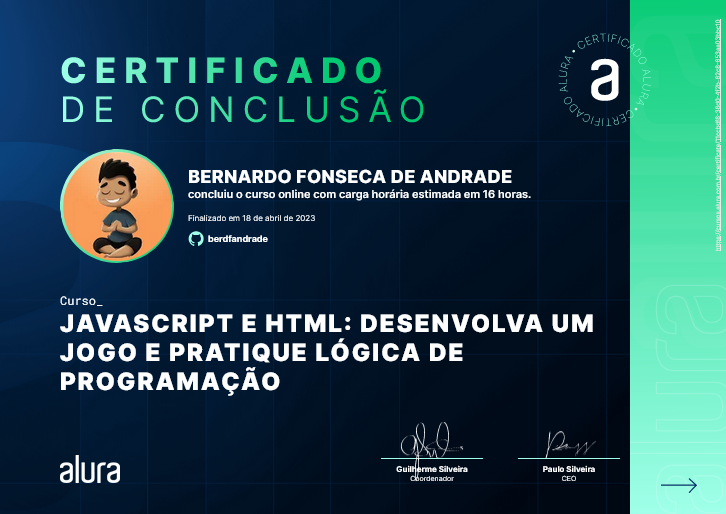 CERTIFICADO
DE CONCLUSÃO
CERTIFICADO ALURA • CERTIFICADO ALURA •
a
BERNARDO FONSECA DE ANDRADE
concluiu o curso online com carga horária estimada em 16 horas.
Finalizado em 18 de abril de 2023
berdfandrade
Curso_
JAVASCRIPT E HTML: DESENVOLVA UM
JOGO E PRATIQUE LÓGICA DE
PROGRAMAÇÃO
alura
Guilherme Silveira
Coordenador
Paulo Silveira
CEO
alura